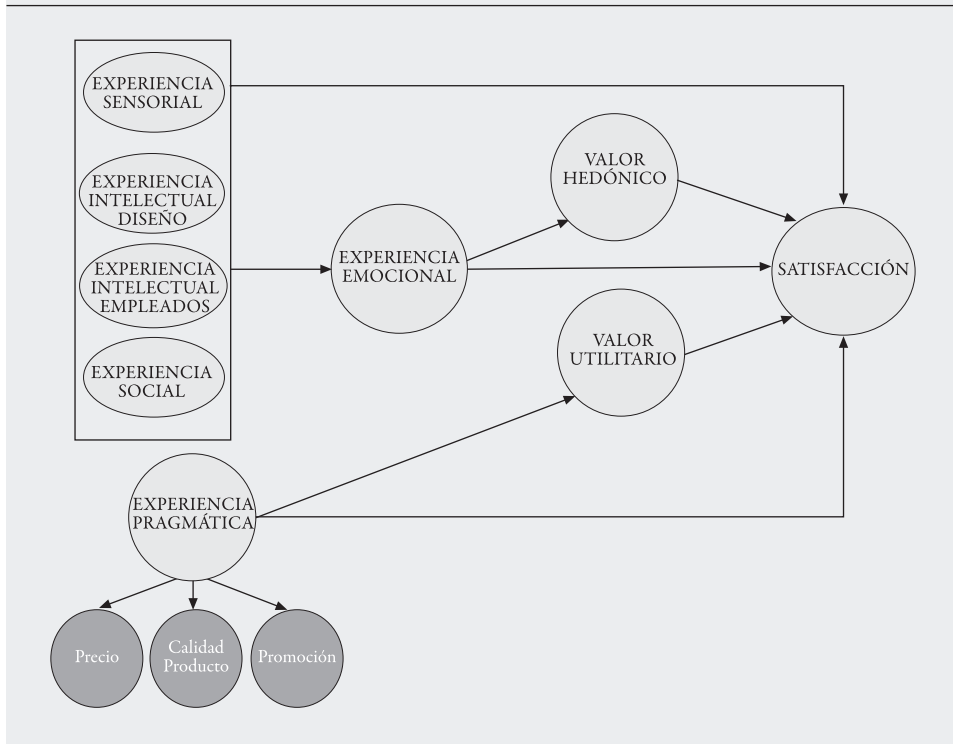 EXPERIENCIA
SENSORIAL
EXPERIENCIA
INTELECTUAL
DISEÑO
EXPERIENCIA
INTELECTUAL
EMPLEADOS
EXPERIENCIA
SOCIAL
EXPERIENCIA
EMOCIONAL
VALOR
HEDÓNICO
VALOR
UTILITARIO
SATISFACCIÓN
EXPERIENCIA
PRAGMÁTICA
Precio
Calidad
Producto
Promoción